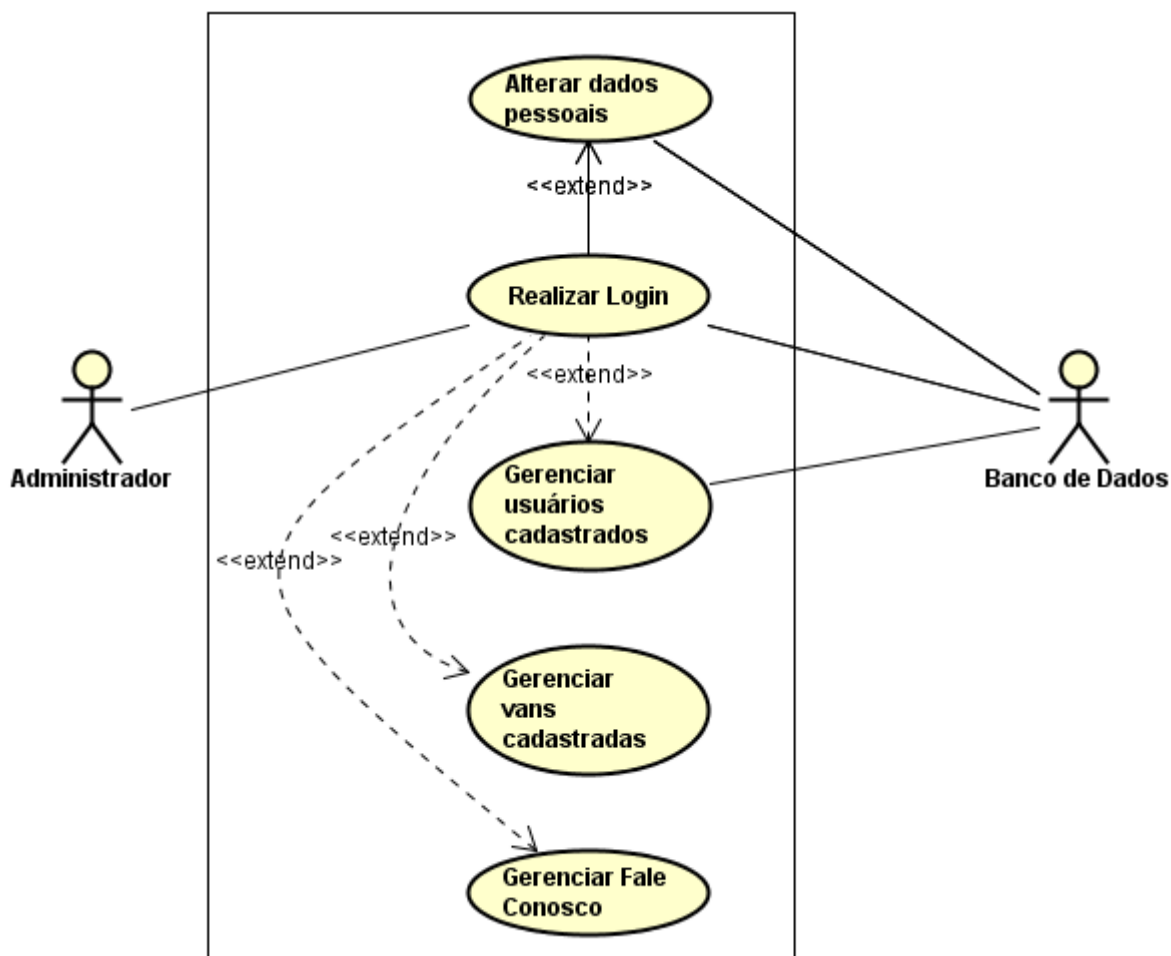 Alterar dados
pessoais
<<extend>>
Realizar Login
<<extend>>
Administrador
Banco de Dados
Gerenciar
usuários
cadastrados
<<extend>>
<<extend>>
Gerenciar
vans
cadastradas
Gerenciar Fale
Conosco